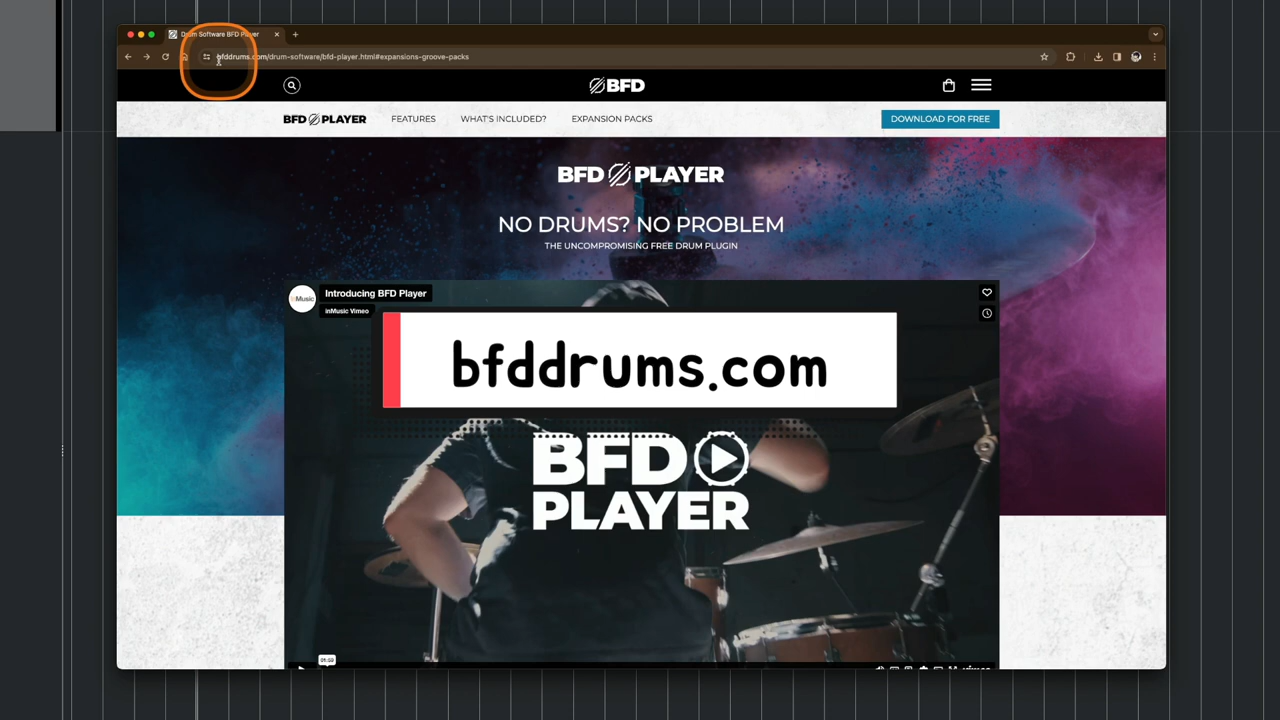 Drum Software BFD Player
bfddrums.com/drum-software/bfd-player.html#expansions-groove-packs
BFD
BFD PLAYER
FEATURES
WHAT'S INCLUDED?
EXPANSION PACKS
DOWNLOAD FOR FREE
BFD PLAYER
NO DRUMS? NO PROBLEM
THE UNCOMPROMISING FREE DRUM PLUGIN
inMusic
Introducing BFD Player
inMusic Vimeo
bfddrums.com
BFD
PLAYER